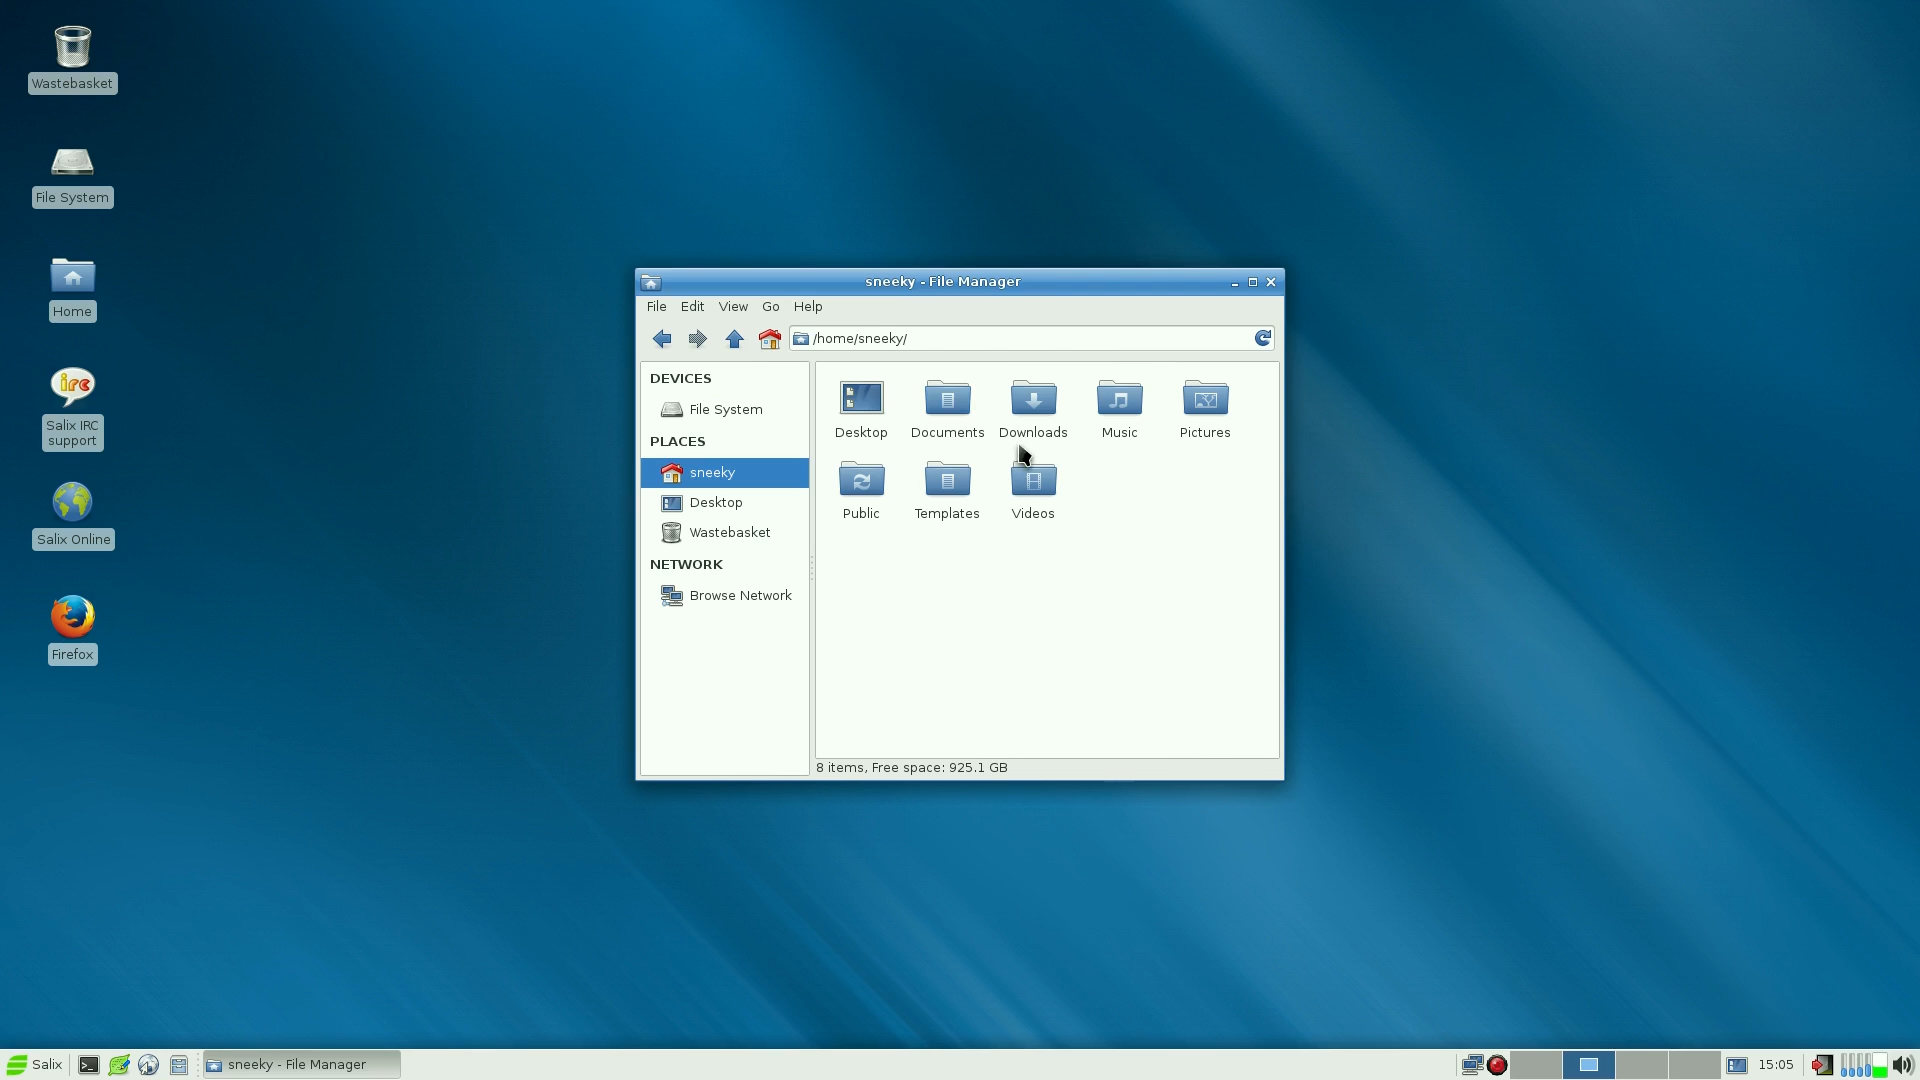 Wastebasket
File System
Home
irc
Salix IRC
support
Salix Online
Firefox
sneeky - File Manager
File Edit View Go Help
/home/sneeky/
DEVICES
File System
PLACES
sneeky
Desktop
Wastebasket
NETWORK
Browse Network
Desktop Documents Downloads Music Pictures
Public Templates Videos
8 items, Free space: 925.1 GB
Salix sneeky - File Manager 15:05